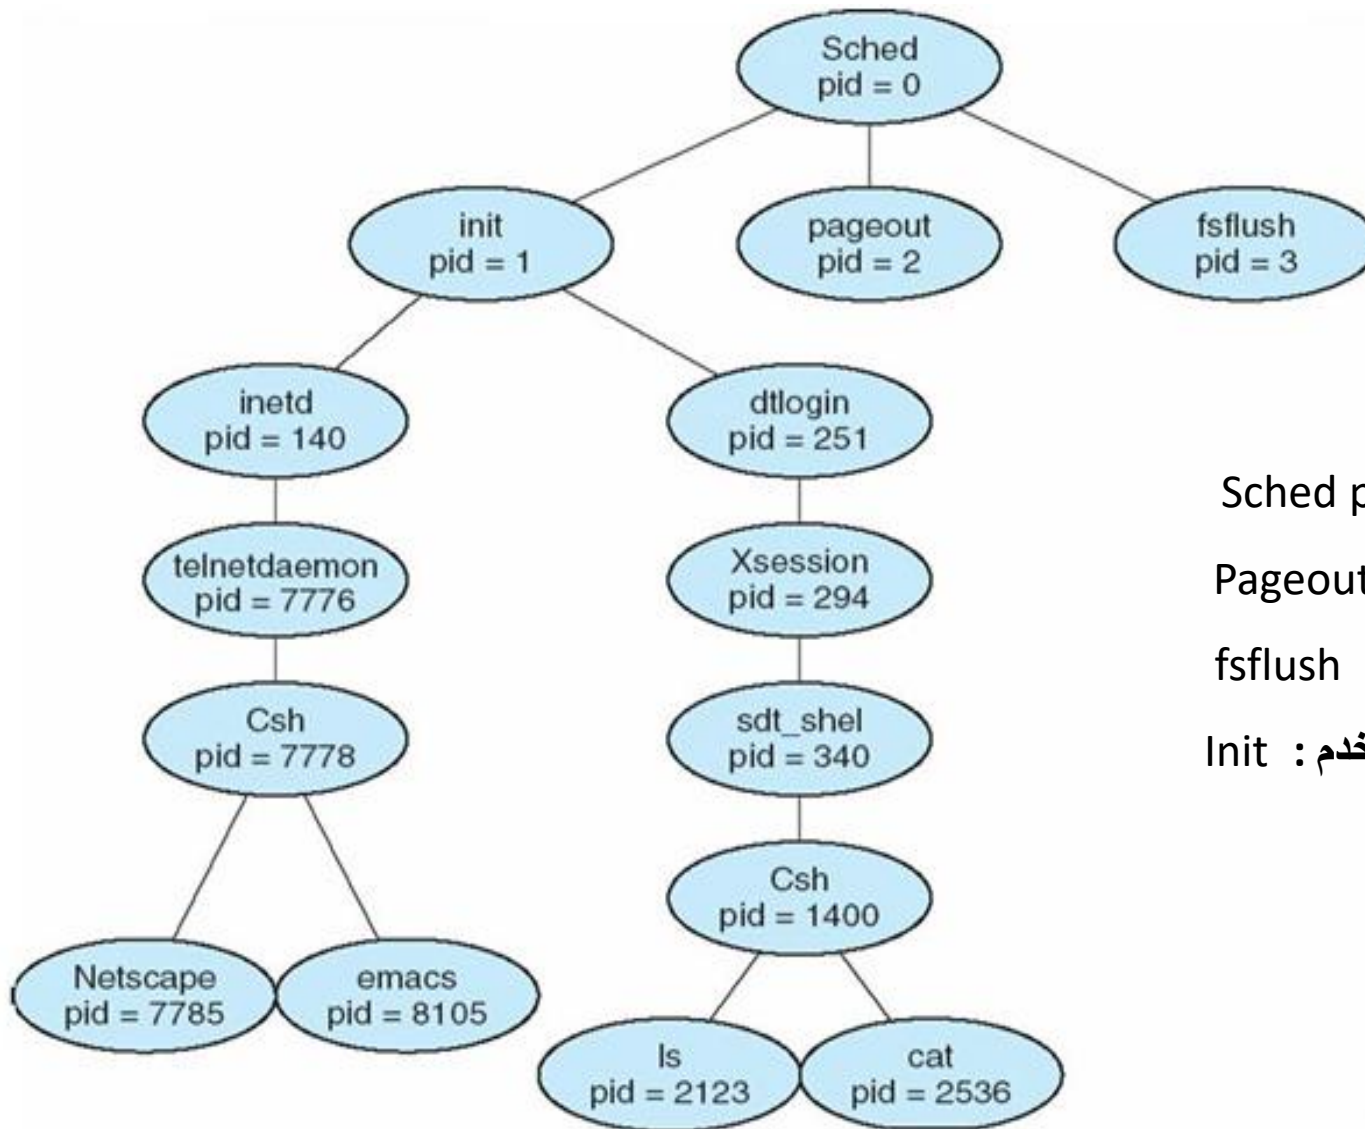 Sched
pid = 0
init
pid = 1
pageout
pid = 2
fsflush
pid = 3
inetd
pid = 140
dtlogin
pid = 251
telnetdaemon
pid = 7776
Xsession
pid = 294
Csh
pid = 7778
sdt_shel
pid = 340
Csh
pid = 1400
Netscape
pid = 7785
emacs
pid = 8105
ls
pid = 2123
cat
pid = 2536
Sched
Pageout
fsflush
Init :